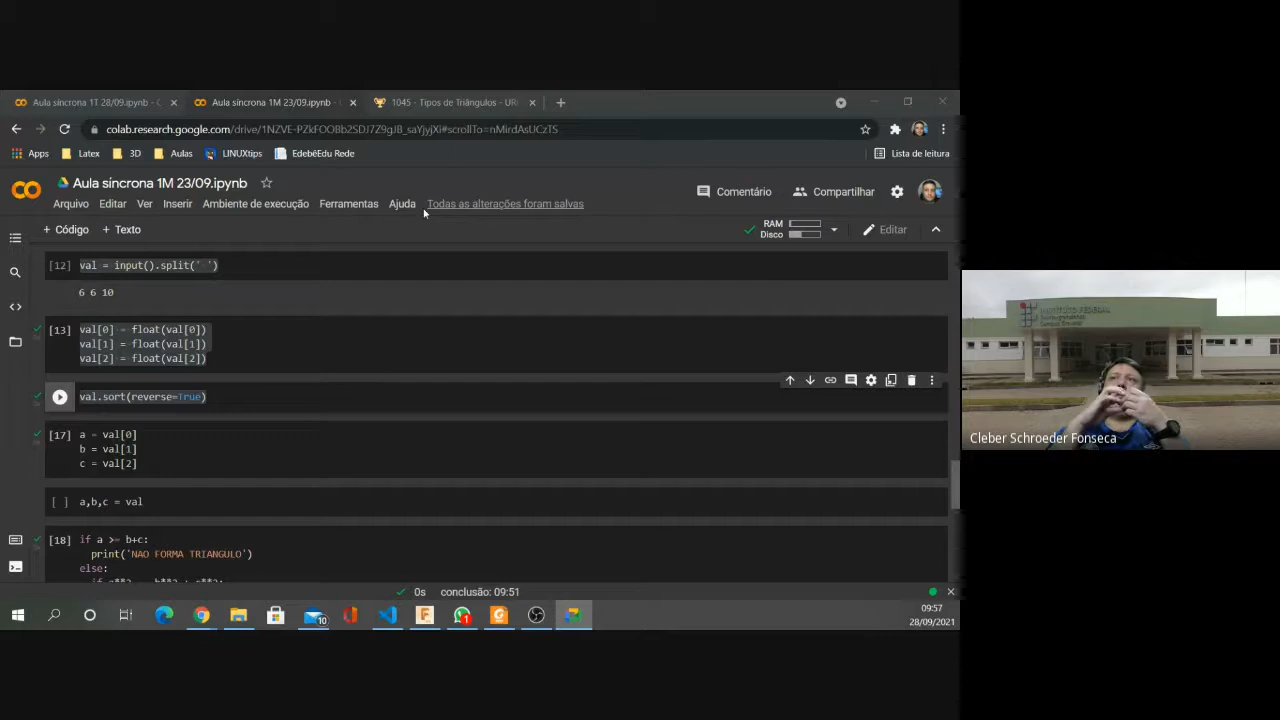 Aula síncrona 1T 28/09.ipynb - C
Aula síncrona 1M 23/09.ipynb -
1045 - Tipos de Triângulos - URI
colab.research.google.com/drive/1NZVE-PZkFOOBb2SDJ7Z9gJ8_saYjyjXi#scrollTo=nMirdAsUCzTS
Apps
Latex
3D
Aulas
LINUXtips
EdebêEdu Rede
Lista de leitura
Aula síncrona 1M 23/09.ipynb
Comentário
Compartilhar
Arquivo Editar Ver Inserir Ambiente de execução Ferramentas Ajuda Todas as alterações foram salvas
+ Código + Texto
RAM
Disco
Editar
[12] val = input().split(' ')
6 6 10
[13] val[0] = float(val[0])
val[1] = float(val[1])
val[2] = float(val[2])
val.sort(reverse=True)
[17] a = val[0]
b = val[1]
c = val[2]
[ ] a,b,c = val
[18] if a >= b+c:
print('NAO FORMA TRIANGULO')
else:
0s conclusão: 09:51
10
1
09:57
28/09/2021
INSTITUTO FEDERAL
Cleber Schroeder Fonseca